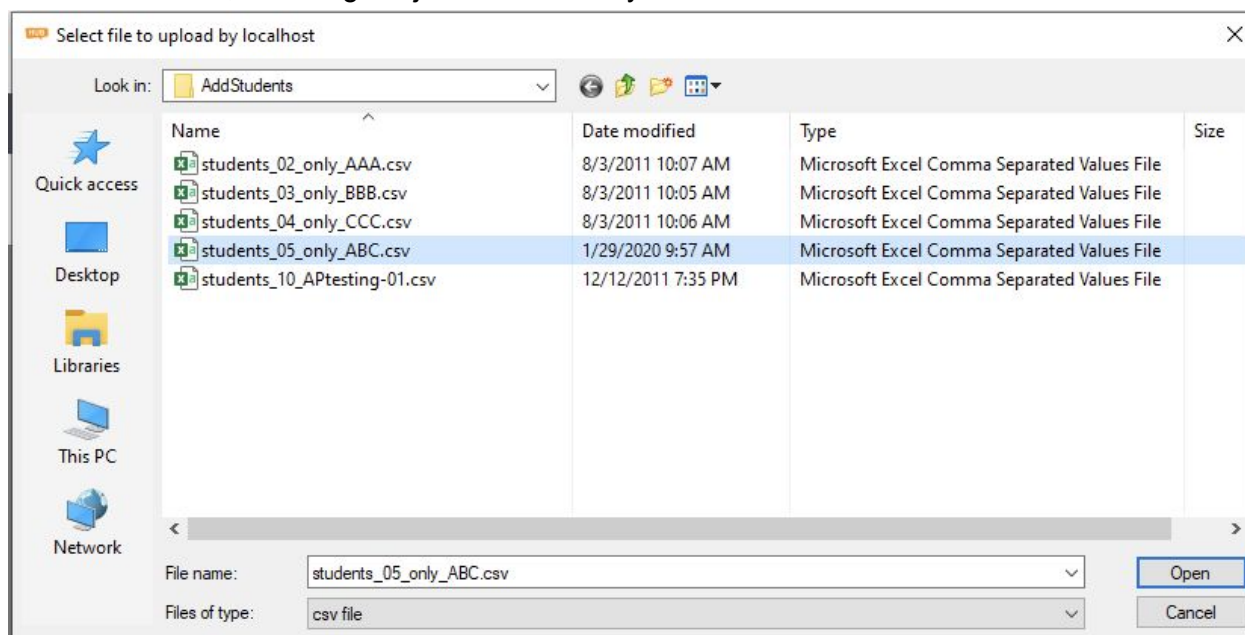 Select file to upload by localhost
Look in: AddStudents
Name Date modified Type Size
students_02_only_AAA.csv 8/3/2011 10:07 AM Microsoft Excel Comma Separated Values File
students_03_only_BBB.csv 8/3/2011 10:05 AM Microsoft Excel Comma Separated Values File
students_04_only_CCC.csv 8/3/2011 10:06 AM Microsoft Excel Comma Separated Values File
students_05_only_ABC.csv 1/29/2020 9:57 AM Microsoft Excel Comma Separated Values File
students_10_APtesting-01.csv 12/12/2011 7:35 PM Microsoft Excel Comma Separated Values File
Quick access
Desktop
Libraries
This PC
Network
File name: students_05_only_ABC.csv Open
Files of type: csv file Cancel